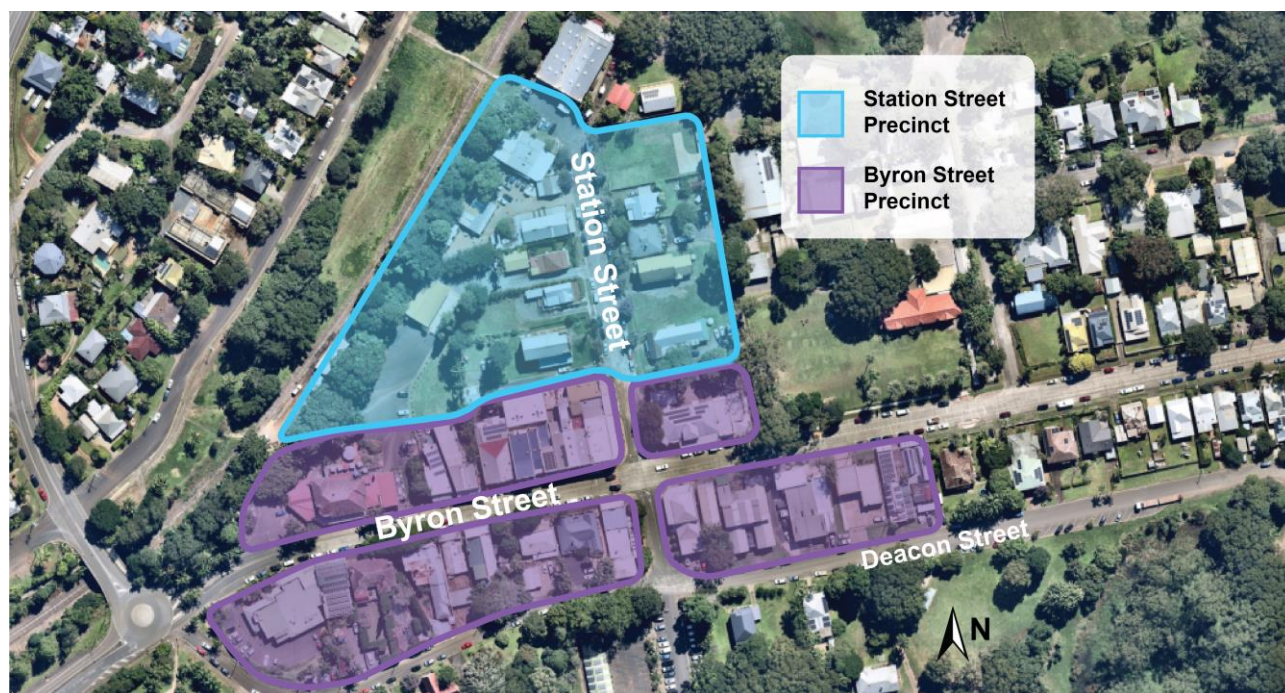 Station Street
Precinct
Byron Street
Precinct
Station Street
Byron Street
Deacon Street
N